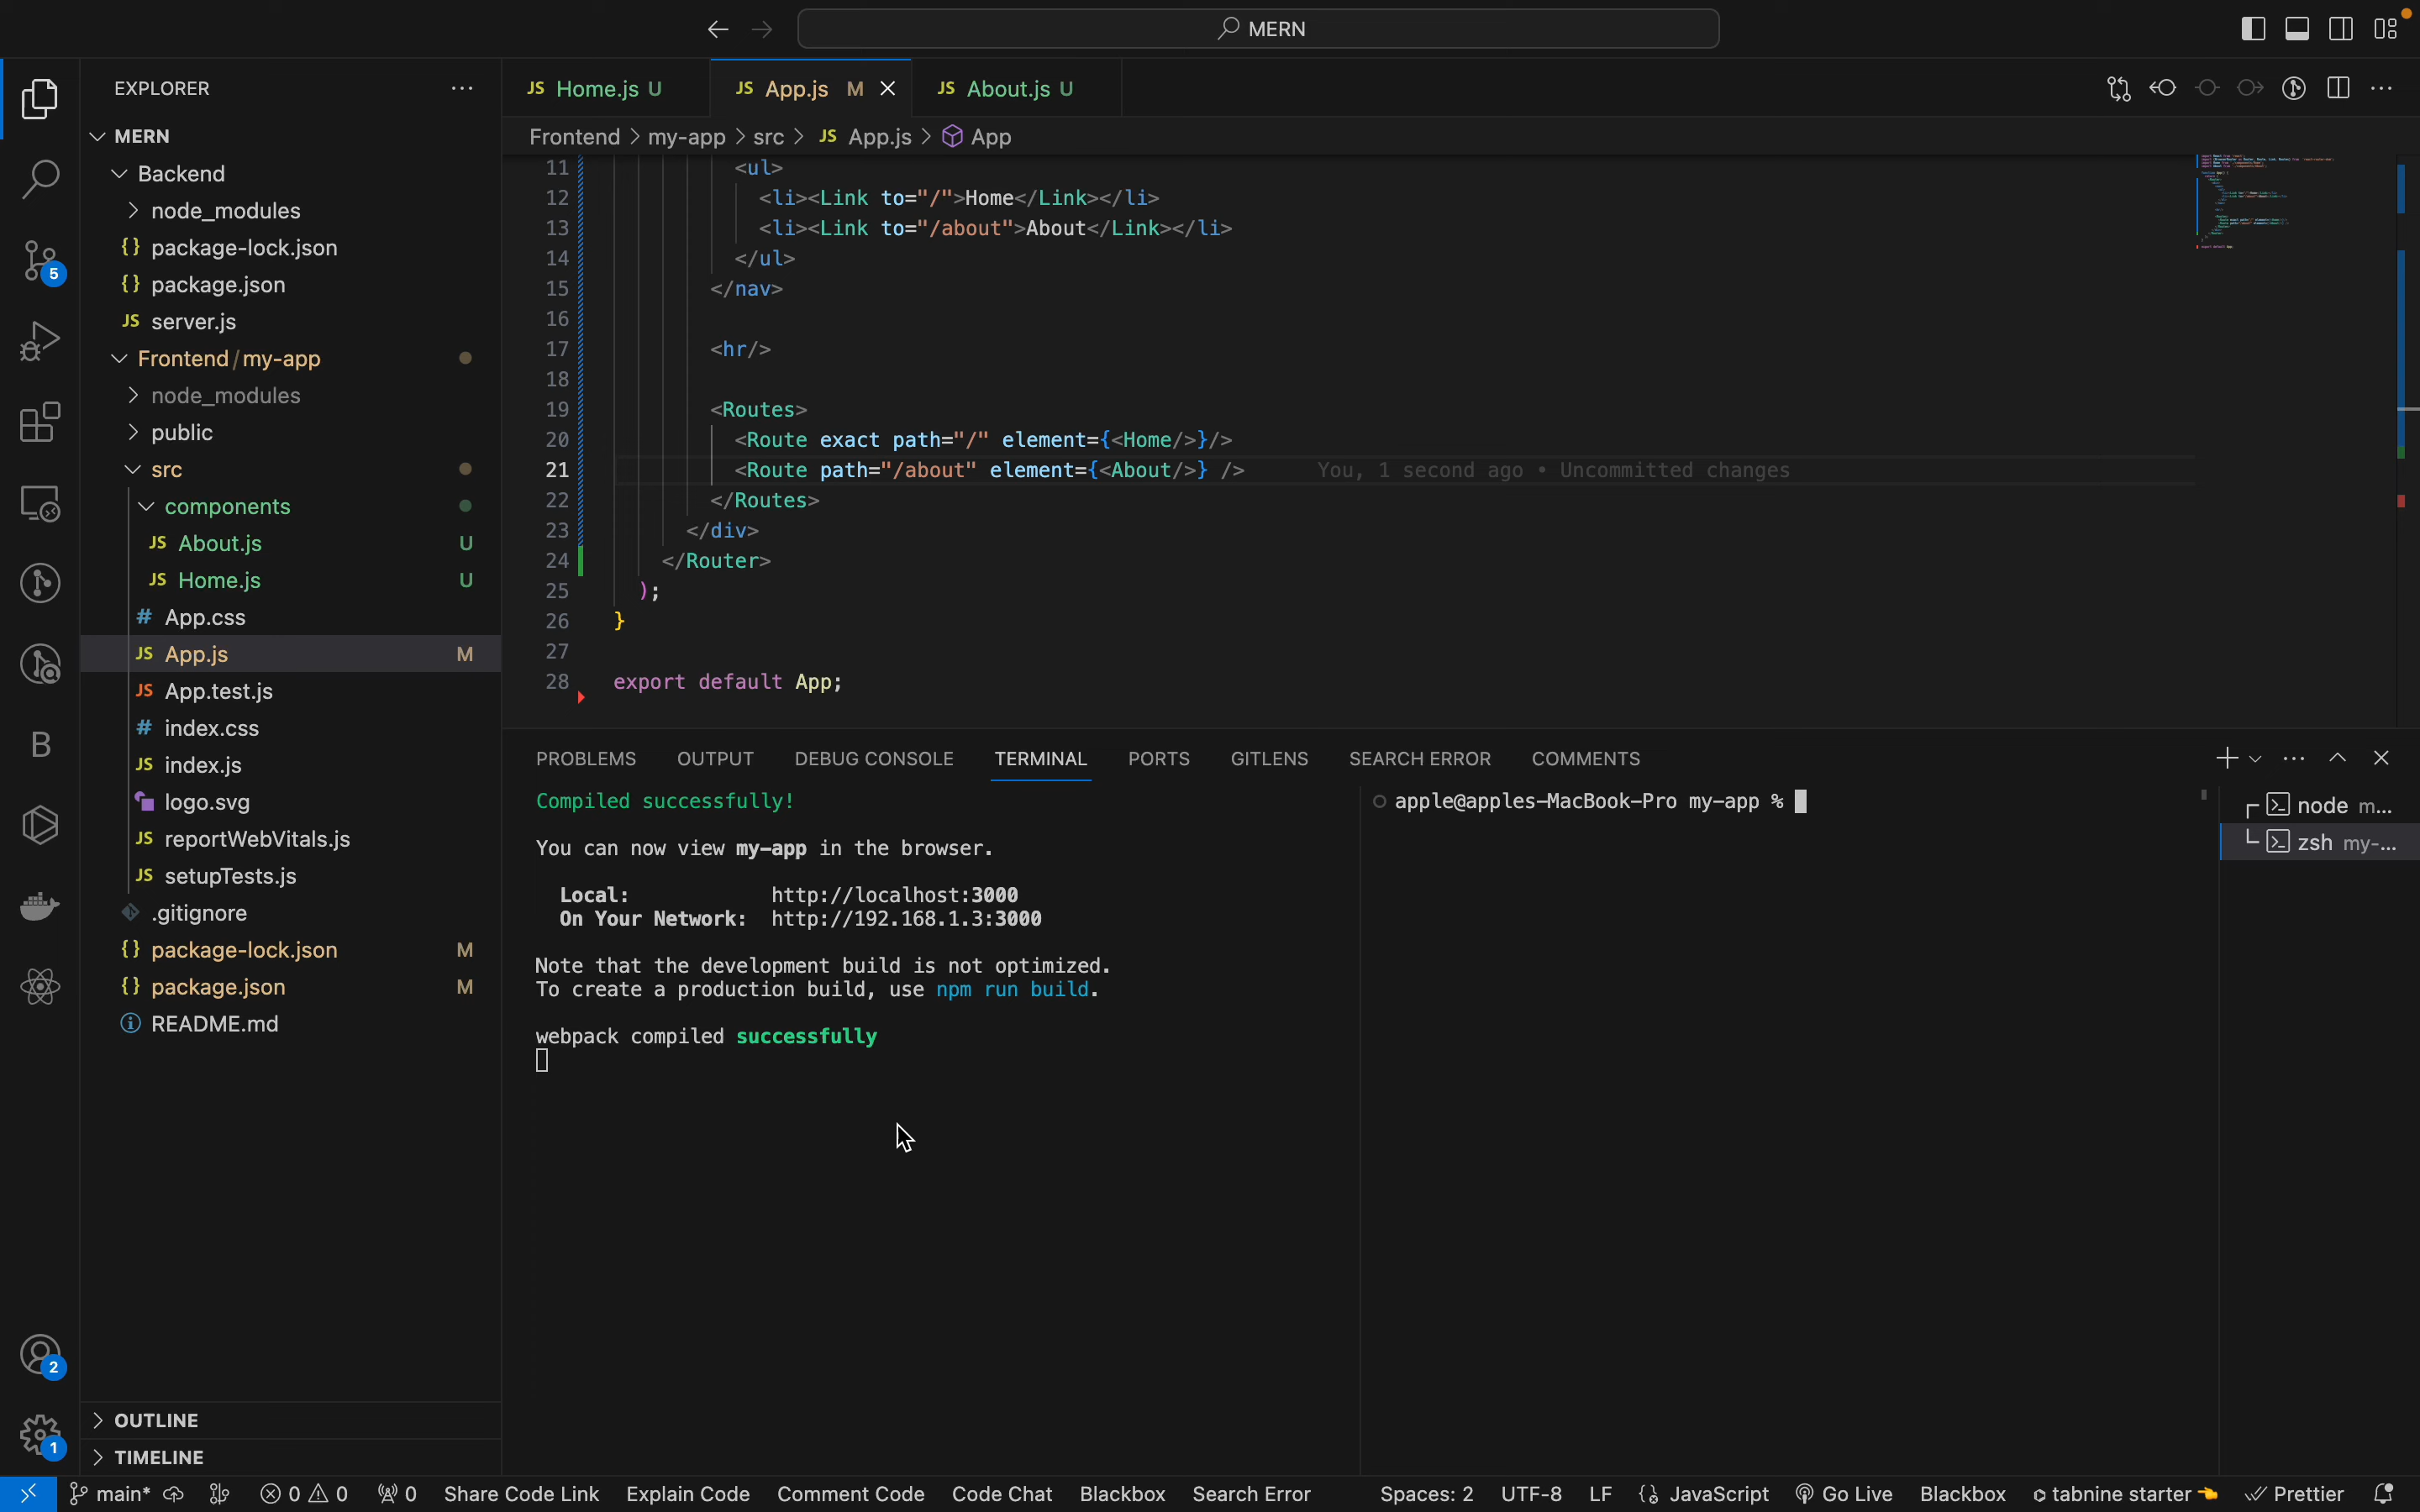 MERN
EXPLORER
MERN
Backend
node_modules
{} package-lock.json
{} package.json
JS server.js
Frontend/my-app
node_modules
public
src
components
JS About.js U
JS Home.js U
# App.css
JS App.js M
JS App.test.js
# index.css
JS index.js
logo.svg
JS reportWebVitals.js
JS setupTests.js
.gitignore
{} package-lock.json M
{} package.json M
README.md
OUTLINE
TIMELINE
5
B
2
1
JS Home.js U
JS App.js M
JS About.js U
Frontend > my-app > src > JS App.js > App
11 <ul>
12 <li><Link to="/">Home</Link></li>
13 <li><Link to="/about">About</Link></li>
14 </ul>
15 </nav>
16
17 <hr/>
18
19 <Routes>
20 <Route exact path="/" element={<Home/>}/>
21 <Route path="/about" element={<About/>} /> You, 1 second ago • Uncommitted changes
22 </Routes>
23 </div>
24 </Router>
25 );
26 }
27
28 export default App;
PROBLEMS OUTPUT DEBUG CONSOLE TERMINAL PORTS GITLENS SEARCH ERROR COMMENTS
Compiled successfully!
You can now view my-app in the browser.
Local: http://localhost:3000
On Your Network: http://192.168.1.3:3000
Note that the development build is not optimized.
To create a production build, use npm run build.
webpack compiled successfully
apple@apples-MacBook-Pro my-app %
node m...
zsh my-...
main* 0 0 0 Share Code Link Explain Code Comment Code Code Chat Blackbox Search Error Spaces: 2 UTF-8 LF {} JavaScript Go Live Blackbox tabnine starter Prettier